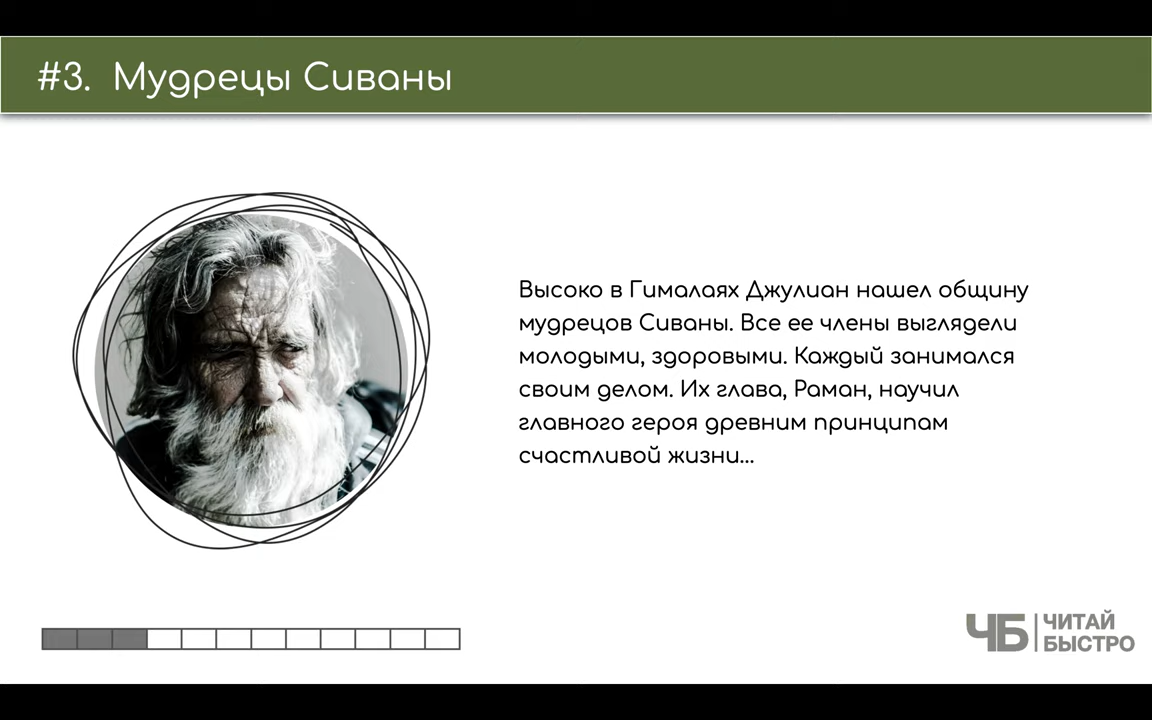 #3. Мудрецы Сиваны
Высоко в Гималаях Джулиан нашел общину
мудрецов Сиваны. Все ее члены выглядели
молодыми, здоровыми. Каждый занимался
своим делом. Их глава, Раман, научил
главного героя древним принципам
счастливой жизни...
ЧБ
ЧИТАЙ
БЫСТРО